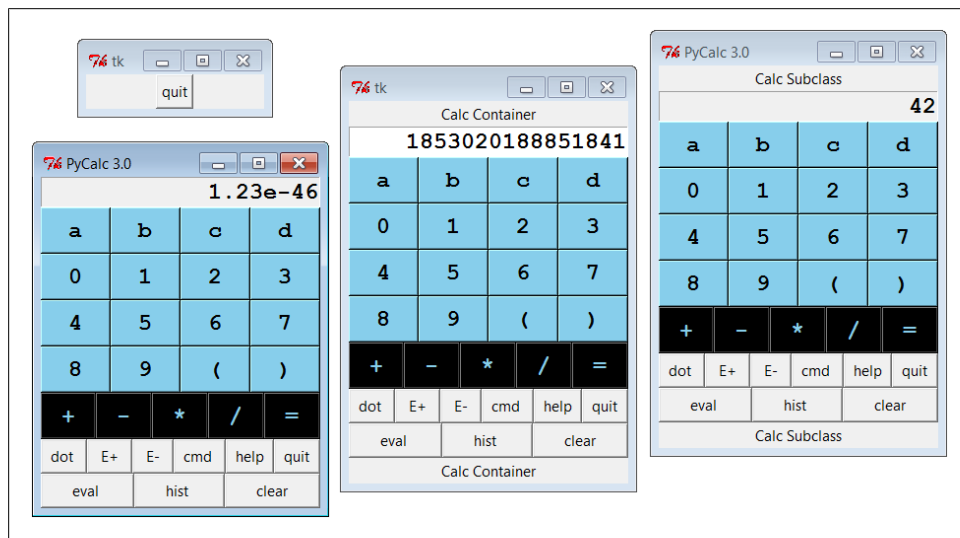 tk
quit
PyCalc 3.0
1.23e-46
a b c d
0 1 2 3
4 5 6 7
8 9 ( )
+ - * / =
dot E+ E- cmd help quit
eval hist clear
tk
Calc Container
1853020188851841
a b c d
0 1 2 3
4 5 6 7
8 9 ( )
+ - * / =
dot E+ E- cmd help quit
eval hist clear
Calc Container
PyCalc 3.0
Calc Subclass
42
a b c d
0 1 2 3
4 5 6 7
8 9 ( )
+ - * / =
dot E+ E- cmd help quit
eval hist clear
Calc Subclass